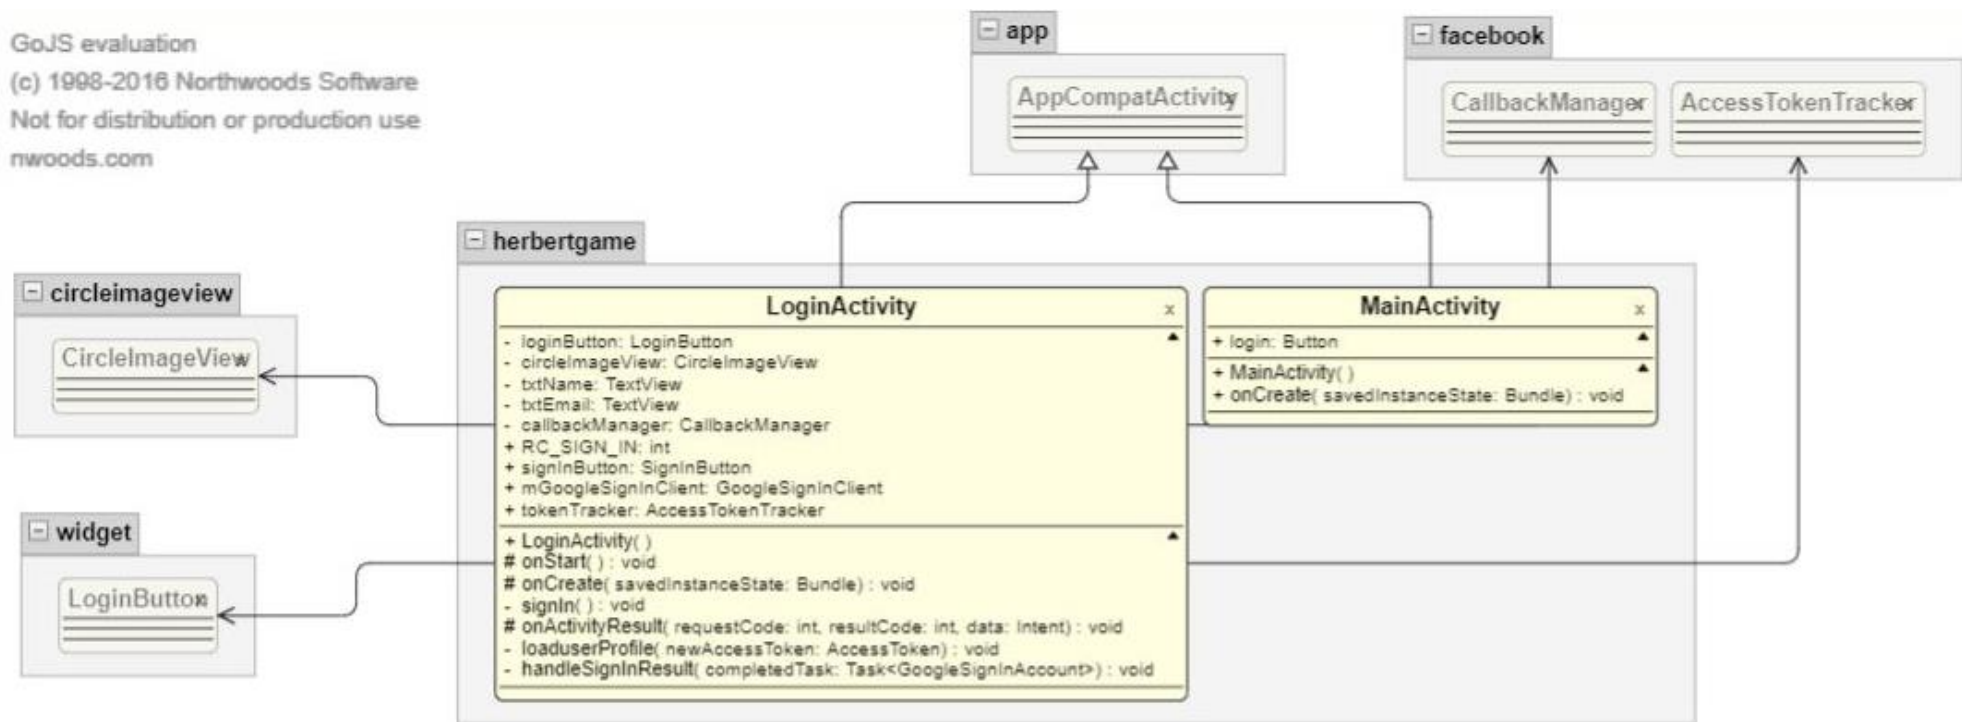 GoJS evaluation
(c) 1998-2016 Northwoods Software
Not for distribution or production use
nwoods.com
app
AppCompatActivity x
facebook
CallbackManager x
AccessTokenTracker x
herbertgame
circleimageview
CircleImageView x
widget
LoginButton x
LoginActivity x
- loginButton: LoginButton
- circleImageView: CircleImageView
- txtName: TextView
- txtEmail: TextView
- callbackManager: CallbackManager
+ RC_SIGN_IN: int
+ signInButton: SignInButton
+ mGoogleSignInClient: GoogleSignInClient
+ tokenTracker: AccessTokenTracker
+ LoginActivity( )
# onStart( ) : void
# onCreate( savedInstanceState: Bundle) : void
- signIn( ) : void
# onActivityResult( requestCode: int, resultCode: int, data: Intent) : void
- loaduserProfile( newAccessToken: AccessToken) : void
- handleSignInResult( completedTask: Task<GoogleSignInAccount>) : void
MainActivity x
+ login: Button
+ MainActivity( )
+ onCreate( savedInstanceState: Bundle) : void